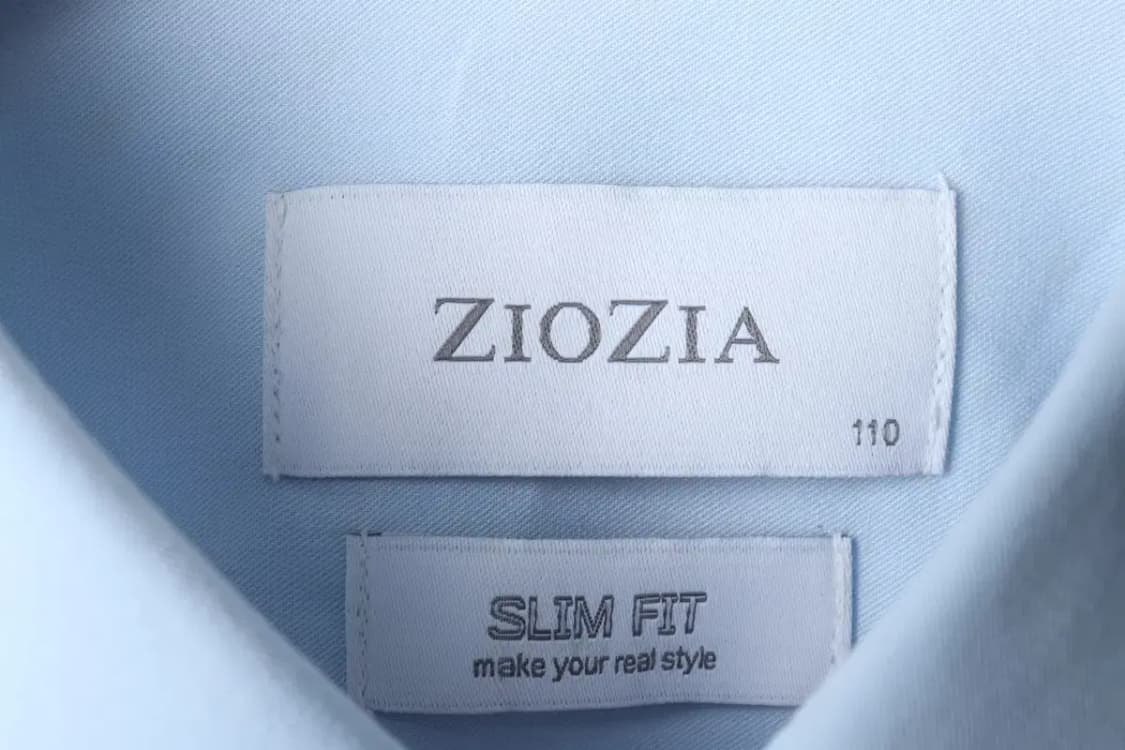 ZIOZIA
110
SLIM FIT
make your real style